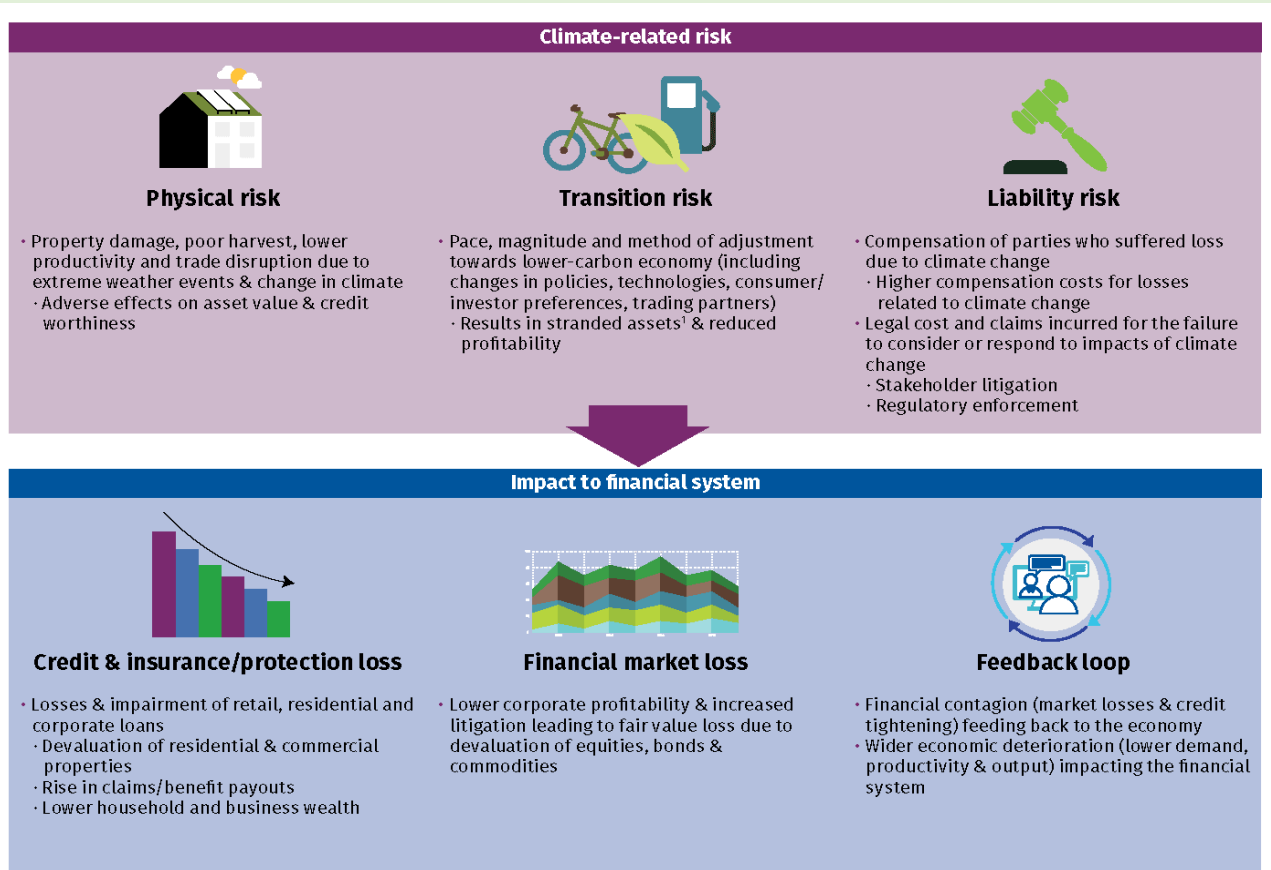 Climate-related risk
Physical risk
• Property damage, poor harvest, lower
productivity and trade disruption due to
extreme weather events & change in climate
· Adverse effects on asset value & credit
worthiness
Transition risk
• Pace, magnitude and method of adjustment
towards lower-carbon economy (including
changes in policies, technologies, consumer/
investor preferences, trading partners)
· Results in stranded assets¹ & reduced
profitability
Liability risk
• Compensation of parties who suffered loss
due to climate change
· Higher compensation costs for losses
related to climate change
• Legal cost and claims incurred for the failure
to consider or respond to impacts of climate
change
· Stakeholder litigation
· Regulatory enforcement
Impact to financial system
Credit & insurance/protection loss
• Losses & impairment of retail, residential and
corporate loans
· Devaluation of residential & commercial
properties
· Rise in claims/benefit payouts
· Lower household and business wealth
Financial market loss
• Lower corporate profitability & increased
litigation leading to fair value loss due to
devaluation of equities, bonds &
commodities
Feedback loop
• Financial contagion (market losses & credit
tightening) feeding back to the economy
• Wider economic deterioration (lower demand,
productivity & output) impacting the financial
system